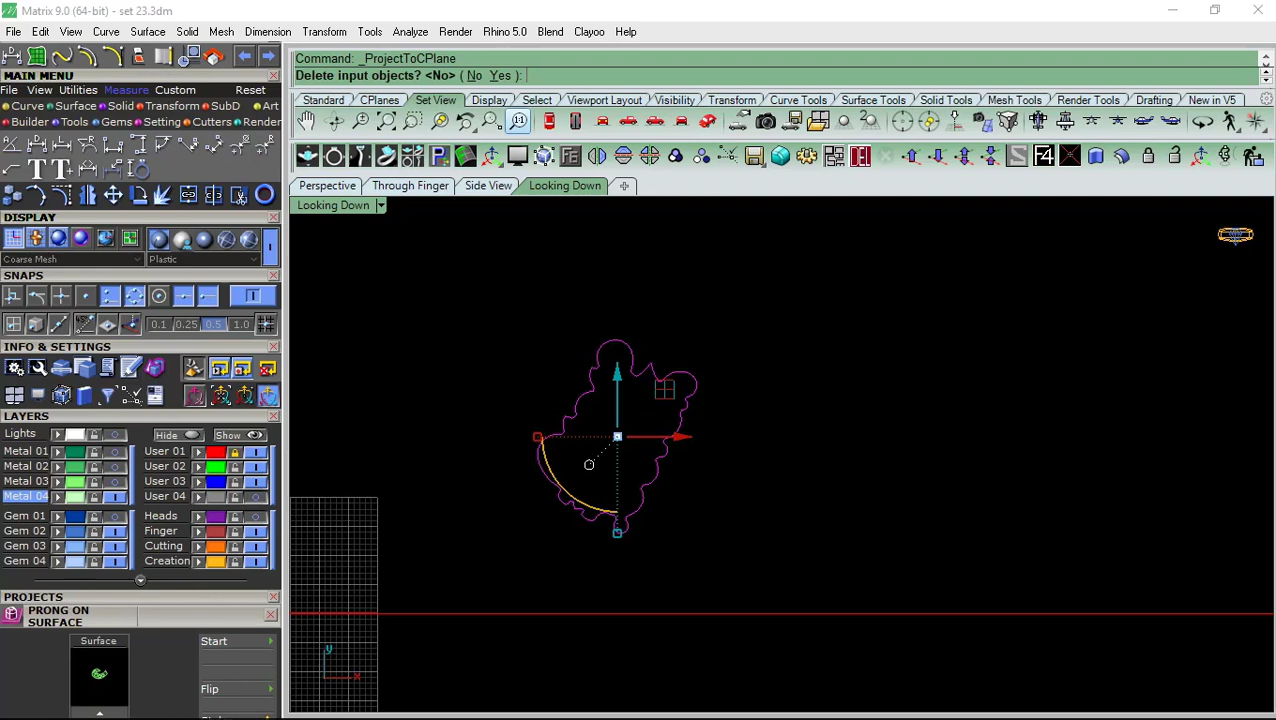 Matrix 9.0 (64-bit) - set 23.3dm
File Edit View Curve Surface Solid Mesh Dimension Transform Tools Analyze Render Rhino 5.0 Blend Clayoo Help
Command: _ProjectToCPlane
Delete input objects? <No> ( No Yes ):
MAIN MENU
File View Utilities Measure Custom
Curve Surface Solid Transform SubD Art
Builder Tools Gems Setting Cutters Render
Standard CPlanes Set View Display Select Viewport Layout Visibility Transform Curve Tools Surface Tools Solid Tools Mesh Tools Render Tools Drafting New in V5
Perspective Through Finger Side View Looking Down
Looking Down
DISPLAY
Coarse Mesh Plastic
SNAPS
0.1 0.25 0.5 1.0
INFO & SETTINGS
LAYERS
Lights Hide Show
Metal 01 User 01
Metal 02 User 02
Metal 03 User 03
Metal 04 User 04
Gem 01 Heads
Gem 02 Finger
Gem 03 Cutting
Gem 04 Creation
PROJECTS
PRONG ON
SURFACE
Surface Start
Flip
y
x